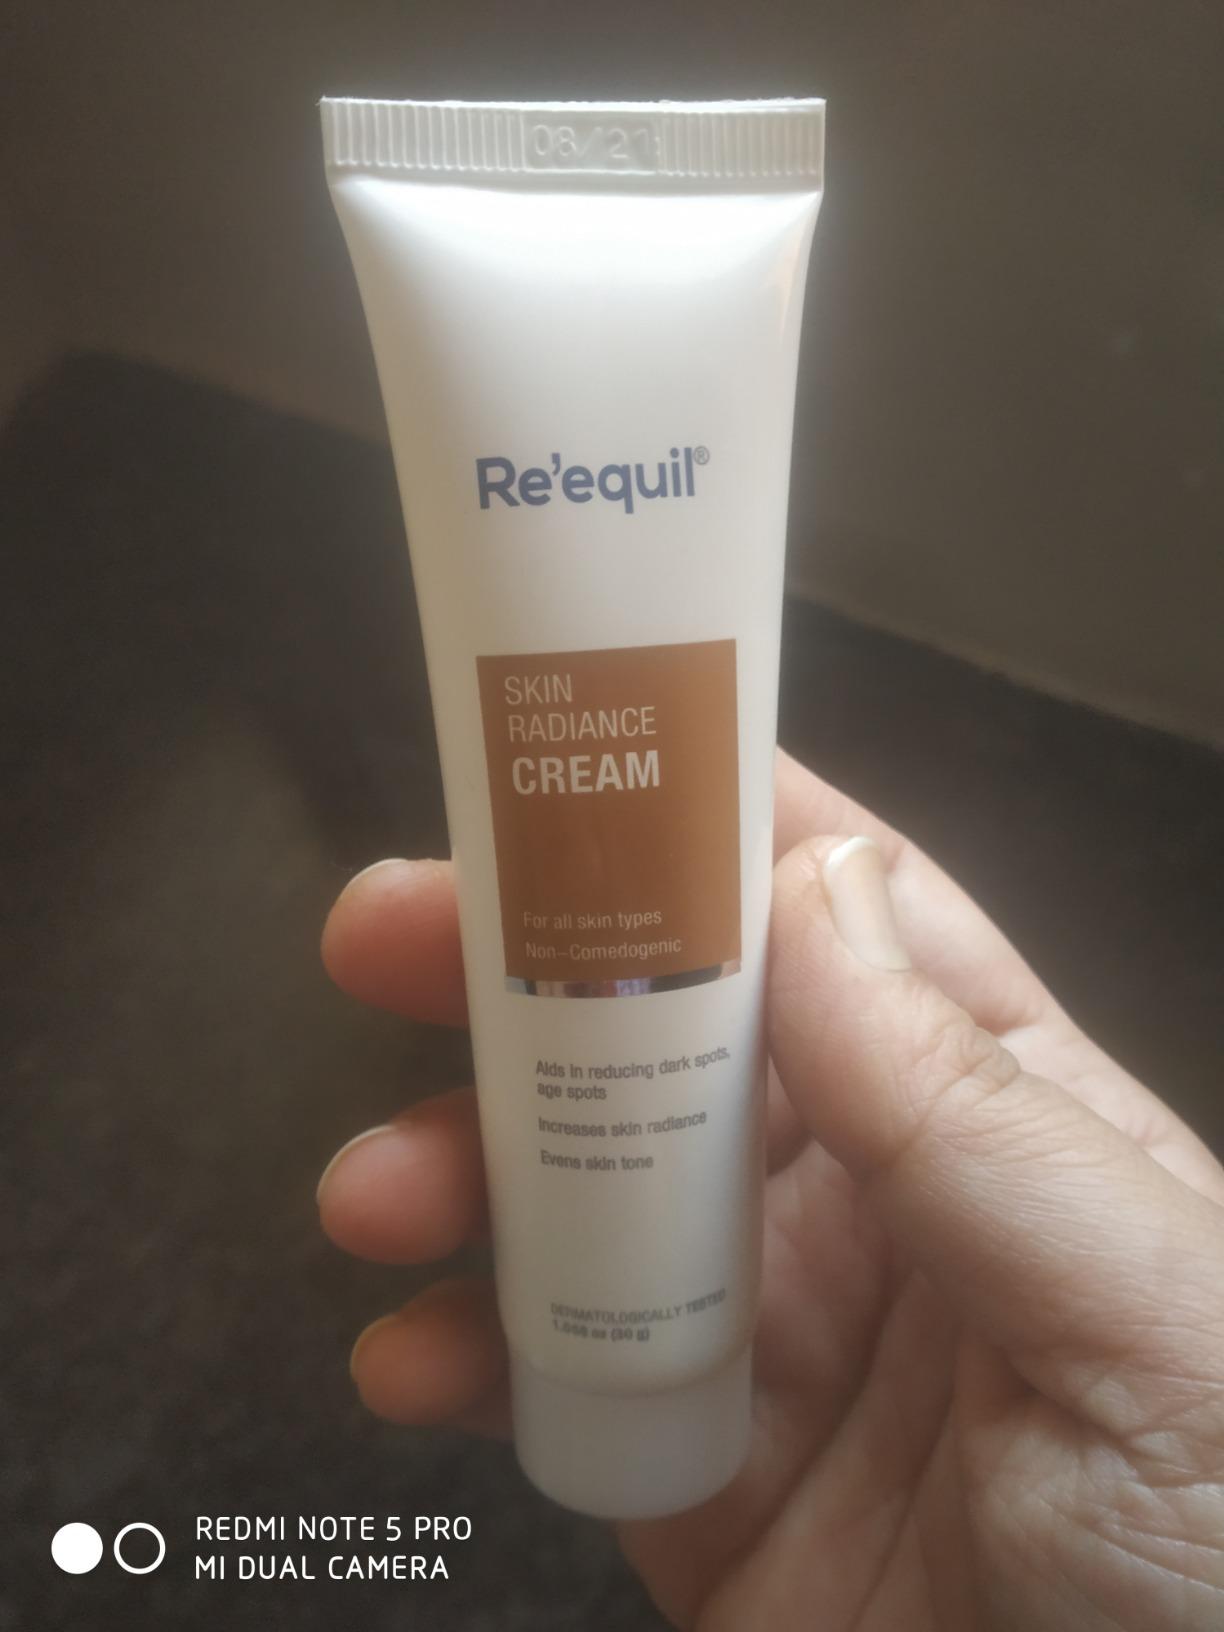 08/21
Re'equil®
SKIN
RADIANCE
CREAM
For all skin types
Non-Comedogenic
Aids in reducing dark spots,
age spots
Increases skin radiance
Evens skin tone
DERMATOLOGICALLY TESTED
1.058 oz (30 g)
REDMI NOTE 5 PRO
MI DUAL CAMERA